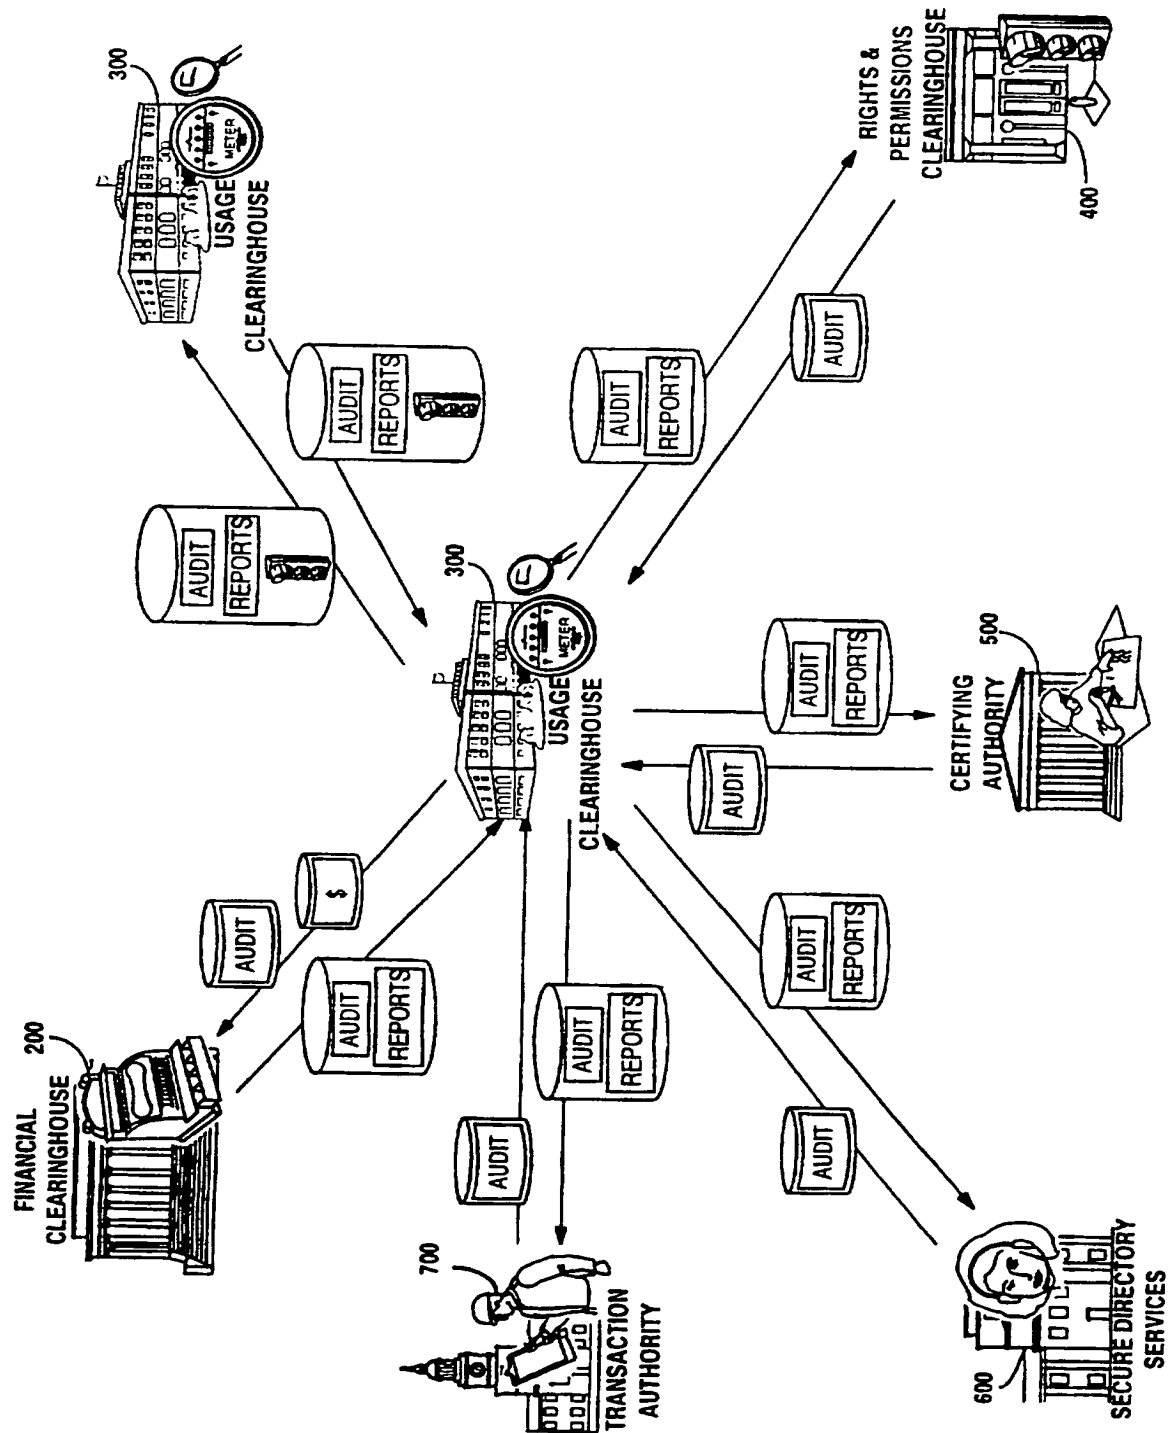 FINANCIAL
CLEARINGHOUSE
200
AUDIT
$
AUDIT
REPORTS
AUDIT
REPORTS
AUDIT
REPORTS
300
METER
USAGE
CLEARINGHOUSE
700
TRANSACTION
AUTHORITY
AUDIT
AUDIT
REPORTS
300
METER
USAGE
CLEARINGHOUSE
AUDIT
REPORTS
AUDIT
600
SECURE DIRECTORY
SERVICES
AUDIT
AUDIT
REPORTS
AUDIT
AUDIT
REPORTS
CERTIFYING
AUTHORITY
500
RIGHTS &
PERMISSIONS
CLEARINGHOUSE
400